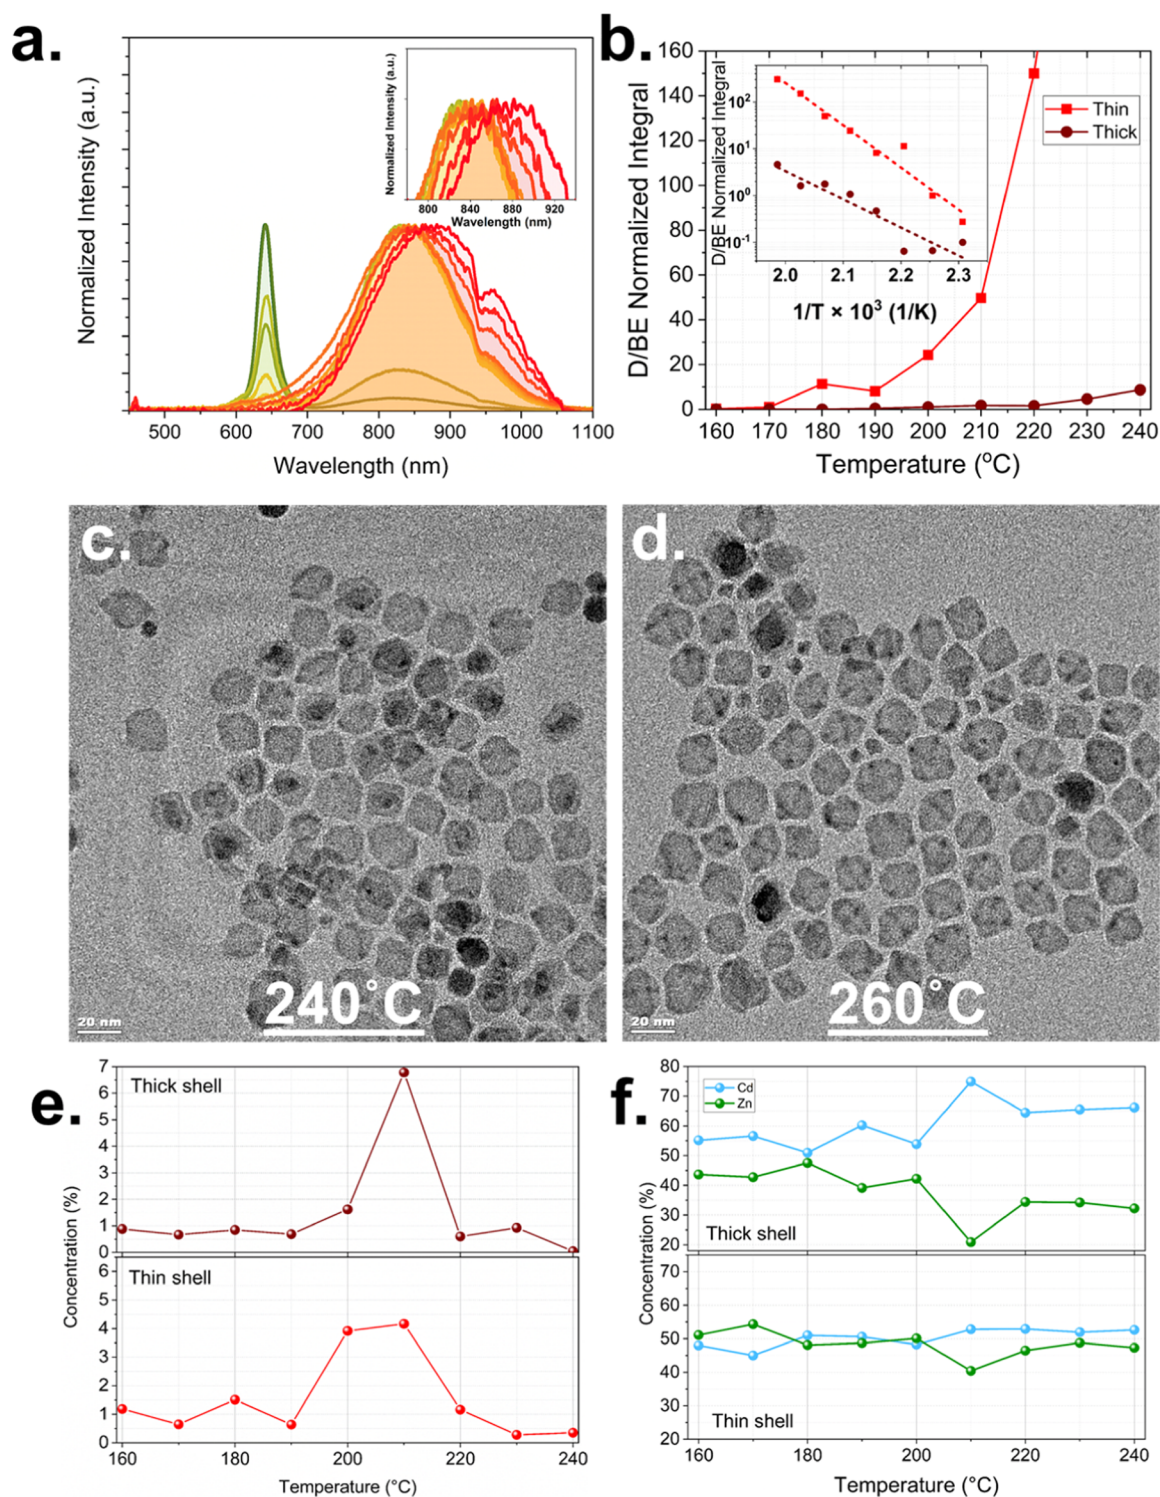 a.
Normalized Intensity (a.u.)
500 600 700 800 900 1000 1100
Wavelength (nm)
Normalized Intensity (a.u.)
800 840 880 920
Wavelength (nm)
b.
D/BE Normalized Integral
160
140
120
100
80
60
40
20
0
160 170 180 190 200 210 220 230 240
Temperature (°C)
Thin
Thick
D/BE Normalized Integral
10²
10¹
10⁰
10⁻¹
2.0 2.1 2.2 2.3
1/T × 10³ (1/K)
c.
240°C
20 nm
d.
260°C
20 nm
e.
Thick shell
7
6
5
4
3
2
1
0
Concentration (%)
Thin shell
6
5
4
3
2
1
0
160 180 200 220 240
Temperature (°C)
f.
Cd
Zn
80
70
60
50
40
30
20
Thick shell
Concentration (%)
70
60
50
40
30
20
Thin shell
160 180 200 220 240
Temperature (°C)